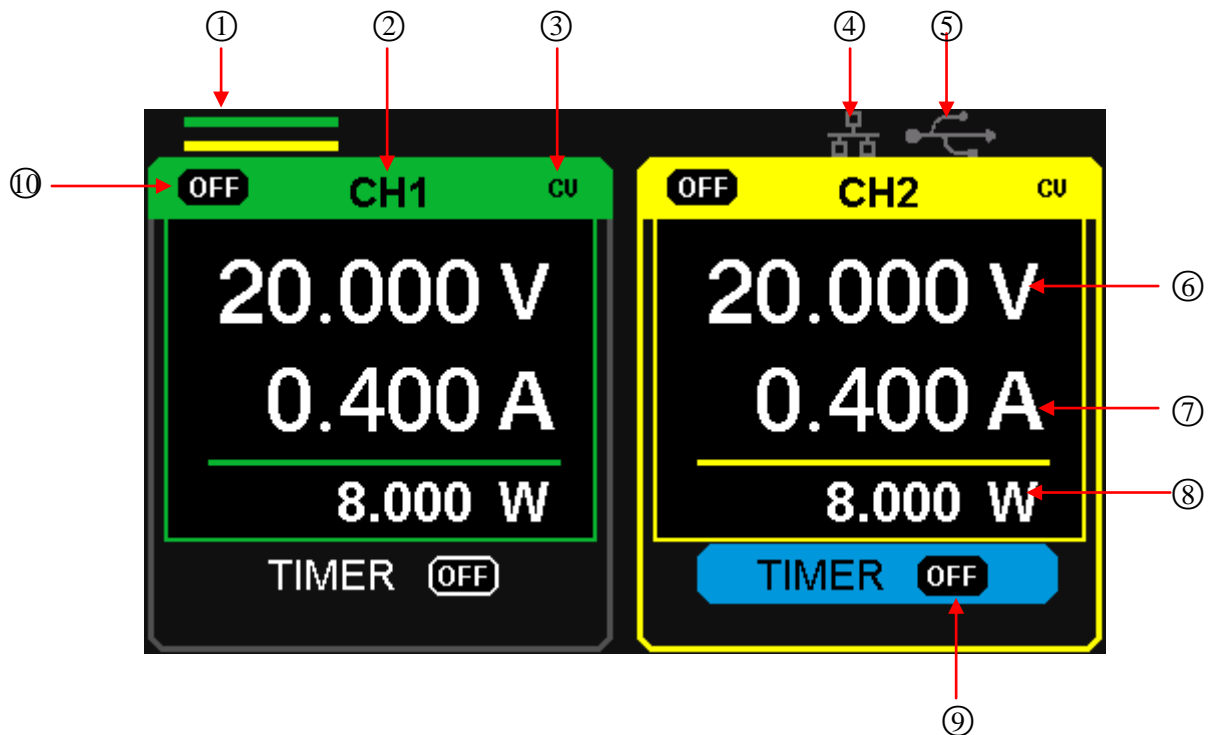 ① ② ③ ④ ⑤
⑩ OFF CH1 CV OFF CH2 CV
20.000 V 20.000 V ⑥
0.400 A 0.400 A ⑦
8.000 W 8.000 W ⑧
TIMER OFF TIMER OFF
⑨